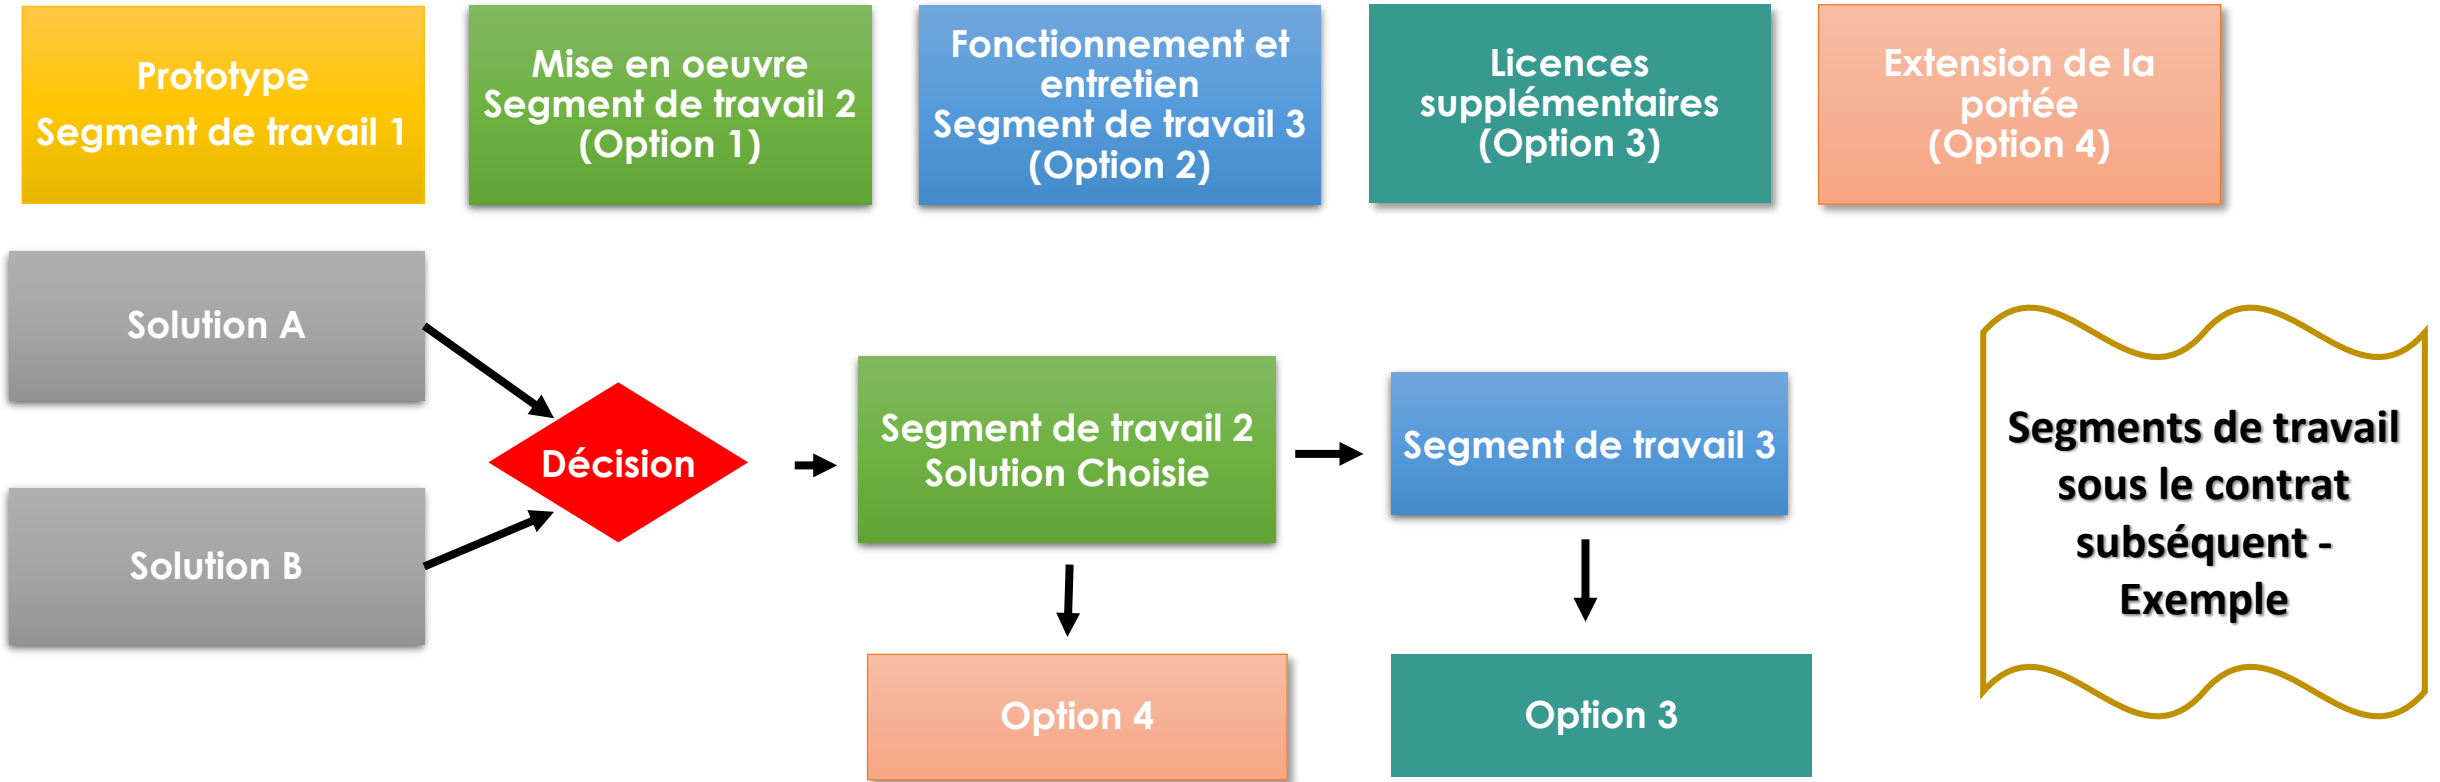 Prototype
Segment de travail 1
Mise en oeuvre
Segment de travail 2
(Option 1)
Fonctionnement et
entretien
Segment de travail 3
(Option 2)
Licences
supplémentaires
(Option 3)
Extension de la
portée
(Option 4)
Solution A
Solution B
Décision
Segment de travail 2
Solution Choisie
Segment de travail 3
Option 4
Option 3
Segments de travail
sous le contrat
subséquent -
Exemple